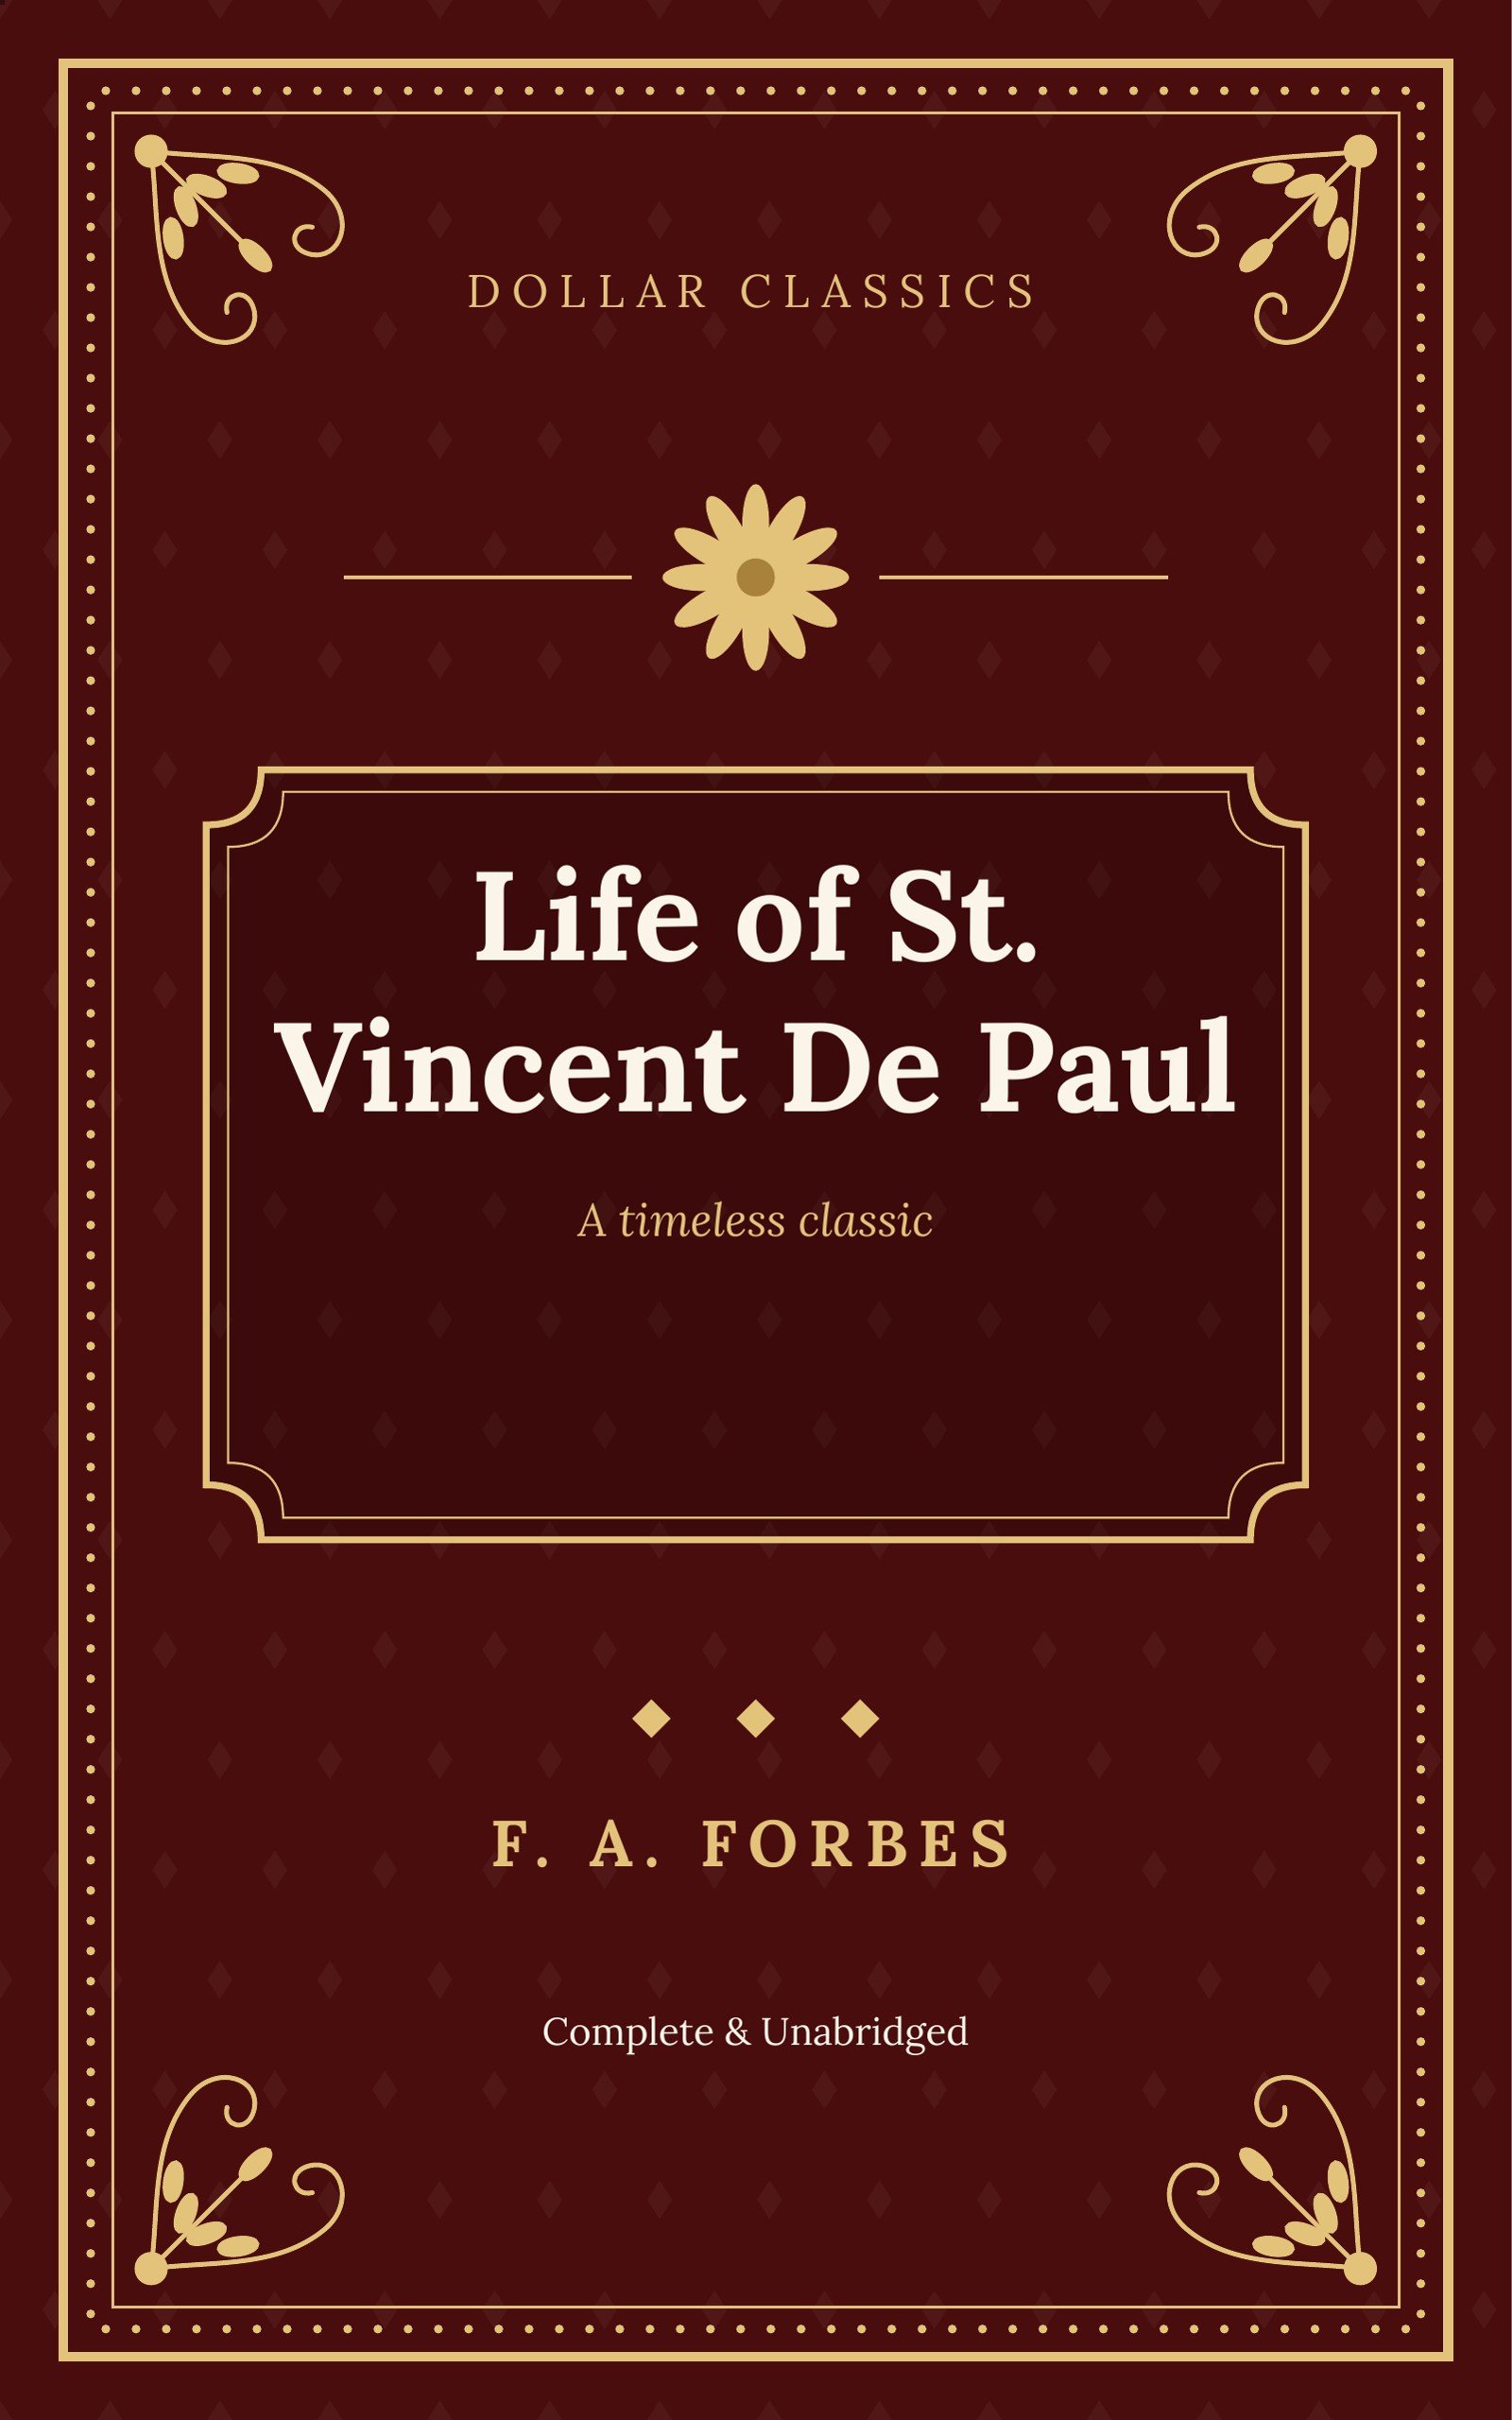 DOLLAR CLASSICS
Life of St.
Vincent De Paul
A timeless classic
F. A. FORBES
Complete & Unabridged